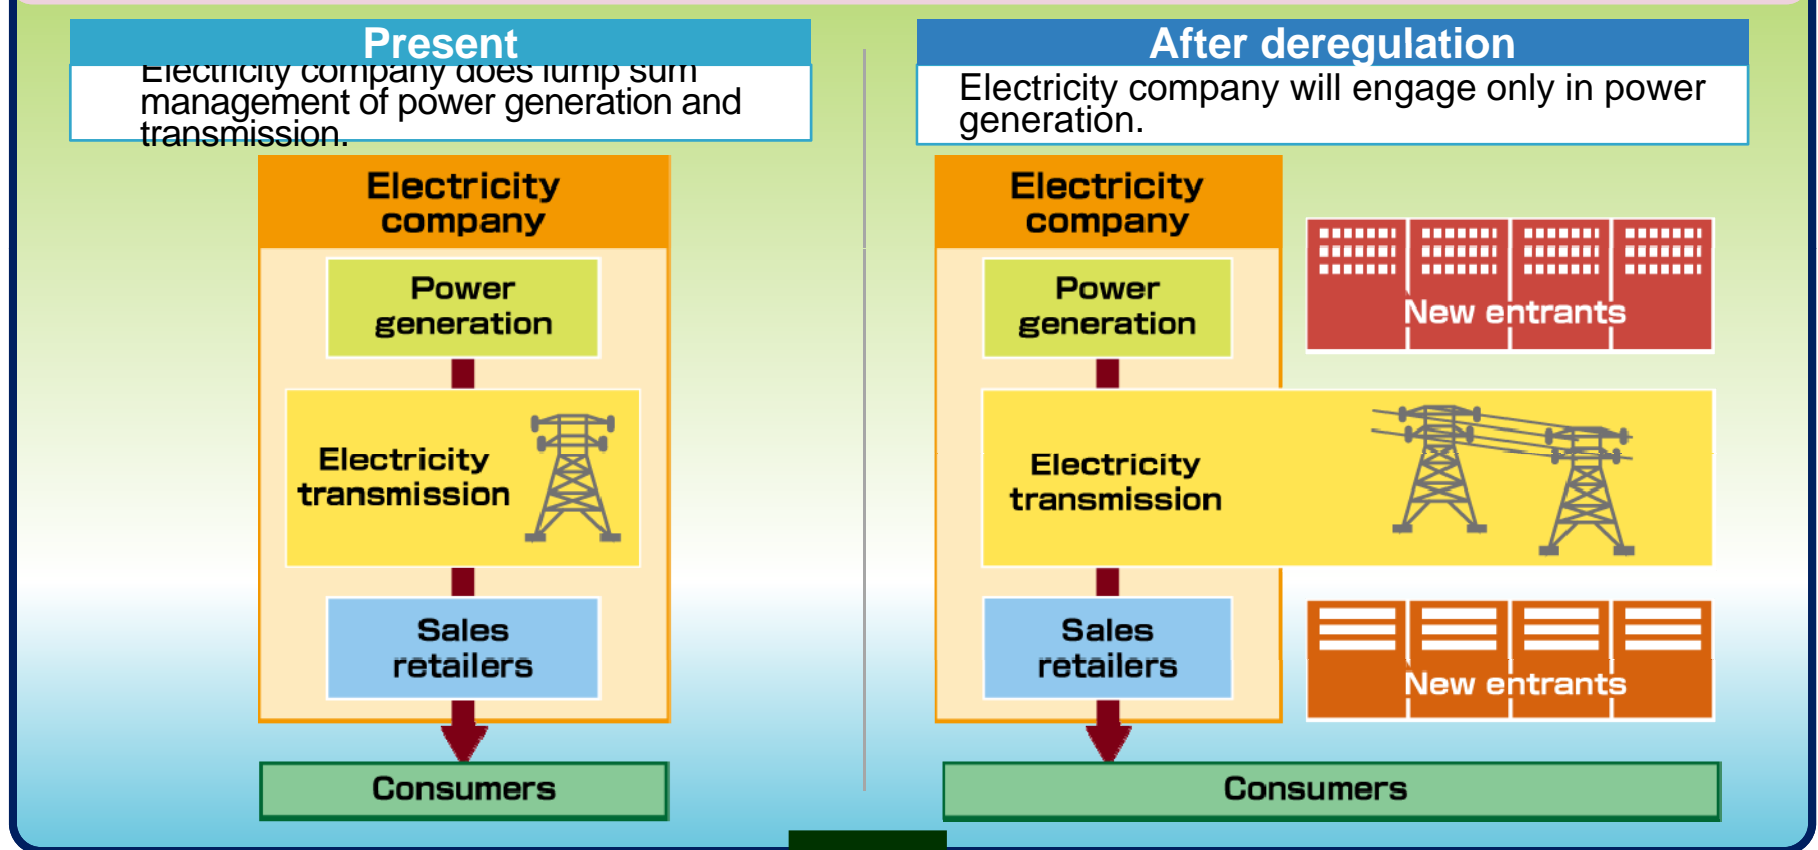 Present
Electricity company does lump sum
management of power generation and
transmission.
Electricity
company
Power
generation
Electricity
transmission
Sales
retailers
Consumers
After deregulation
Electricity company will engage only in power
generation.
Electricity
company
Power
generation
New entrants
Electricity
transmission
Sales
retailers
New entrants
Consumers